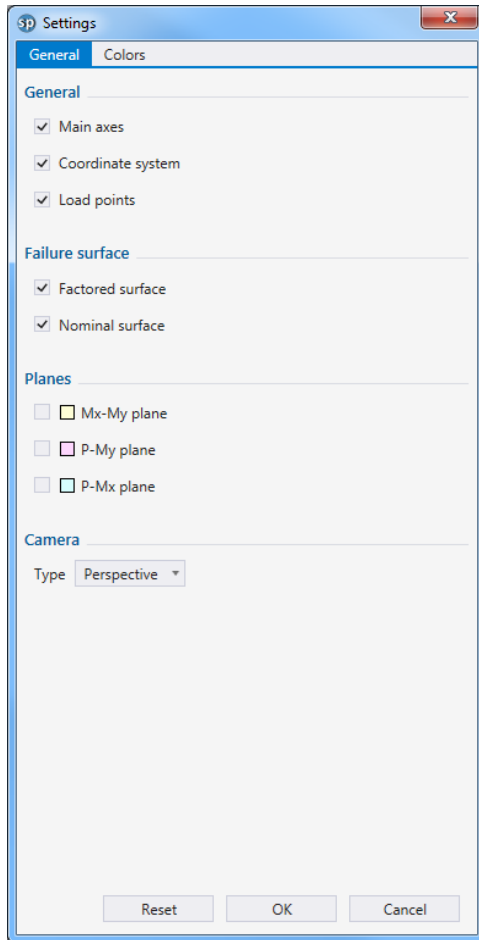 sp Settings
General Colors
General
Main axes
Coordinate system
Load points
Failure surface
Factored surface
Nominal surface
Planes
Mx-My plane
P-My plane
P-Mx plane
Camera
Type Perspective
Reset OK Cancel